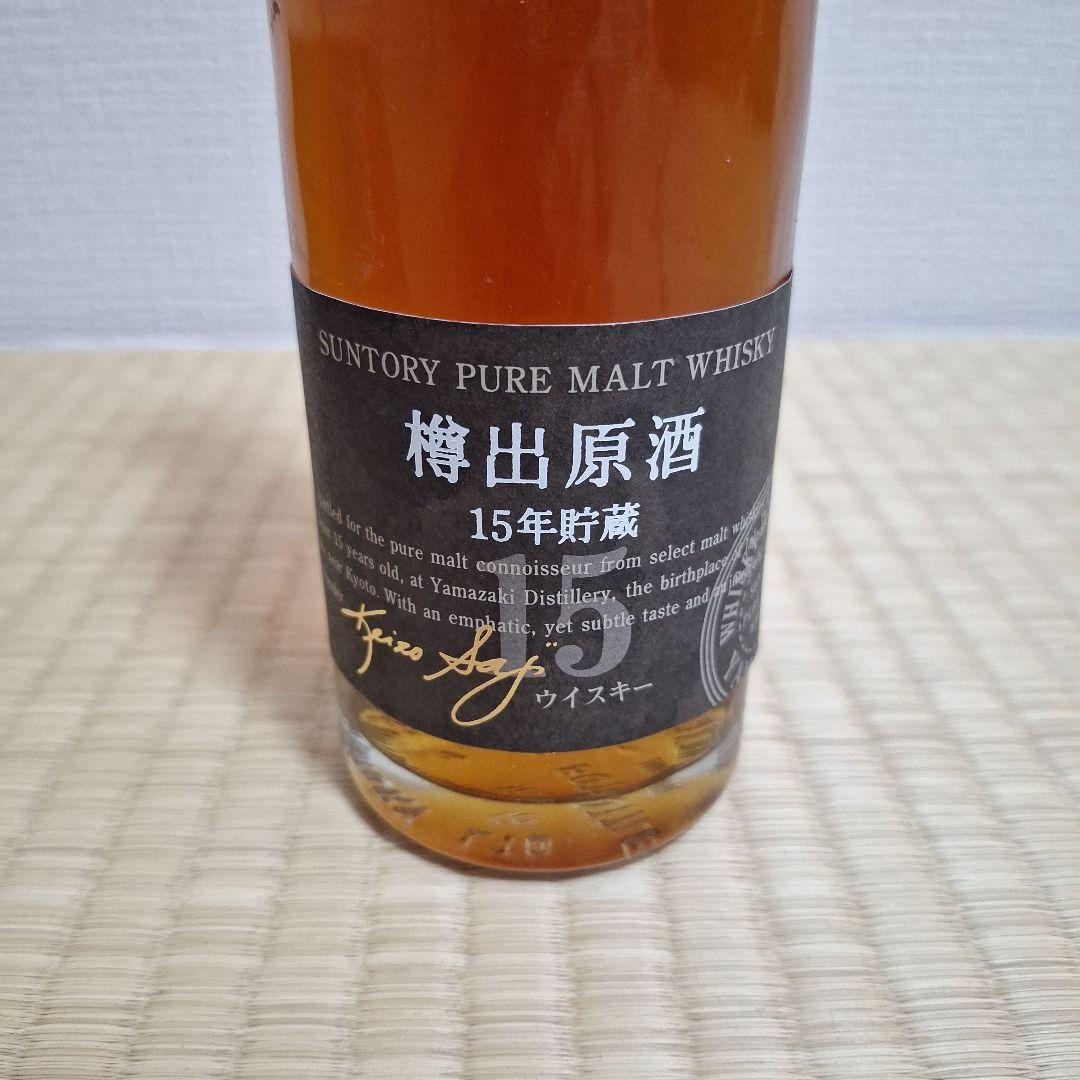 SUNTORY PURE MALT WHISKY
樽出原酒
15年貯蔵
for the pure malt connoisseur from select malt
15 years old, at Yamazaki Distillery, the birthplace
Kyoto. With an emphatic, yet subtle taste and
15
Keizo Saji
ウイスキー